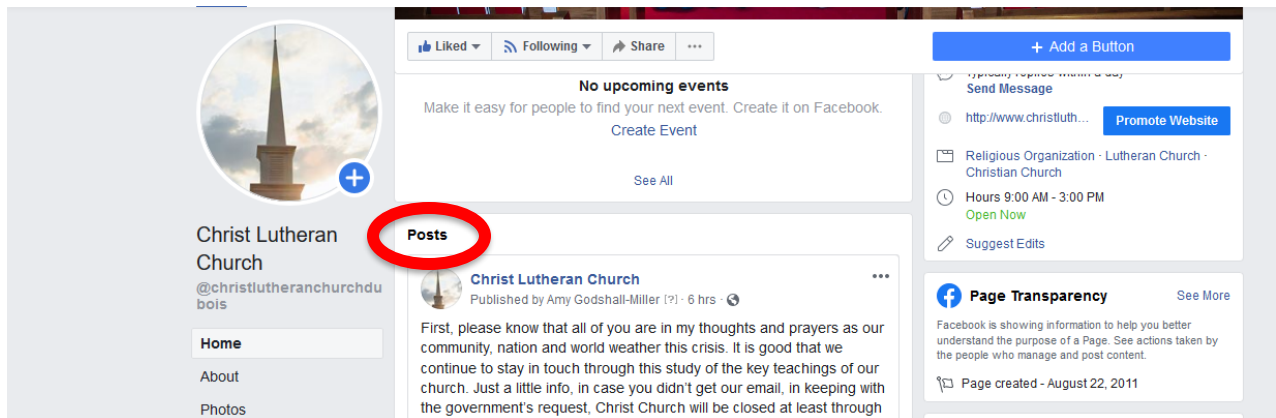 Liked
Following
Share
...
+ Add a Button
No upcoming events
Make it easy for people to find your next event. Create it on Facebook.
Create Event
See All
Typically replies within a day
Send Message
http://www.christluth...
Promote Website
Religious Organization · Lutheran Church ·
Christian Church
Hours 9:00 AM - 3:00 PM
Open Now
Suggest Edits
Christ Lutheran
Church
@christlutheranchurchdu
bois
Home
About
Photos
Posts
Christ Lutheran Church
Published by Amy Godshall-Miller [?] · 6 hrs ·
First, please know that all of you are in my thoughts and prayers as our
community, nation and world weather this crisis. It is good that we
continue to stay in touch through this study of the key teachings of our
church. Just a little info, in case you didn't get our email, in keeping with
the government's request, Christ Church will be closed at least through
Page Transparency
See More
Facebook is showing information to help you better
understand the purpose of a Page. See actions taken by
the people who manage and post content.
Page created - August 22, 2011